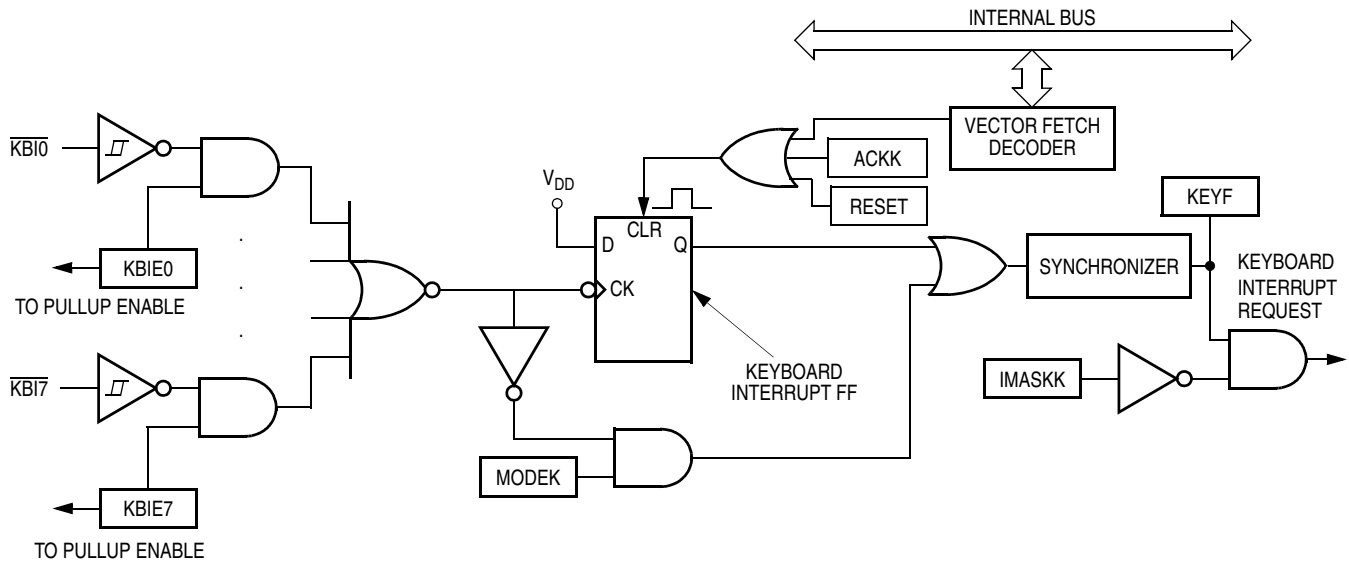 INTERNAL BUS
VECTOR FETCH
DECODER
KBI0
ACKK
VDD
KEYF
RESET
CLR
D
Q
KBIE0
SYNCHRONIZER
KEYBOARD
INTERRUPT
REQUEST
TO PULLUP ENABLE
CK
KBI7
KEYBOARD
INTERRUPT FF
IMASKK
MODEK
KBIE7
TO PULLUP ENABLE